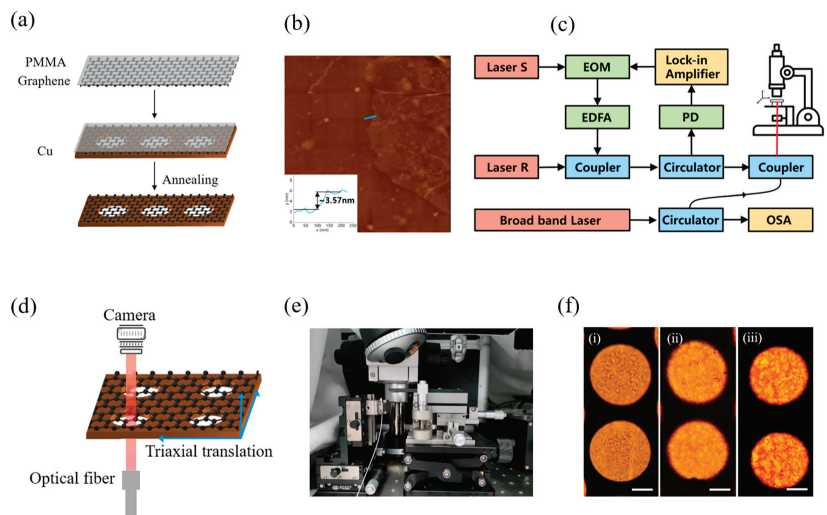 (a)
PMMA
Graphene
Cu
Annealing
(b)
~3.57nm
x (nm)
(c)
Laser S
EOM
Lock-in
Amplifier
EDFA
PD
Laser R
Coupler
Circulator
Coupler
Broad band Laser
Circulator
OSA
(d)
Camera
Triaxial translation
Optical fiber
(e)
(f)
(i)
(ii)
(iii)